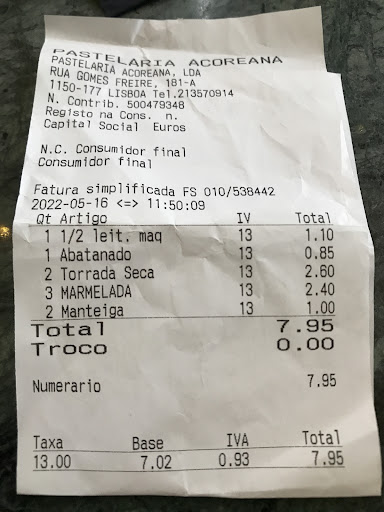 PASTELARIA ACOREANA
PASTELARIA ACOREANA, LDA
RUA GOMES FREIRE, 181-A
1150-177 LISBOA Tel.213570914
N. Contrib. 500479348
Registo na Cons. n.
Capital Social Euros
N.C. Consumidor final
Consumidor final
Fatura simplificada FS 010/538442
2022-05-16 <=> 11:50:09
Qt Artigo IV Total
1 1/2 leit. maq 13 1.10
1 Abatanado 13 0.85
2 Torrada Seca 13 2.60
3 MARMELADA 13 2.40
2 Manteiga 13 1.00
Total 7.95
Troco 0.00
Numerario 7.95
Taxa Base IVA Total
13.00 7.02 0.93 7.95